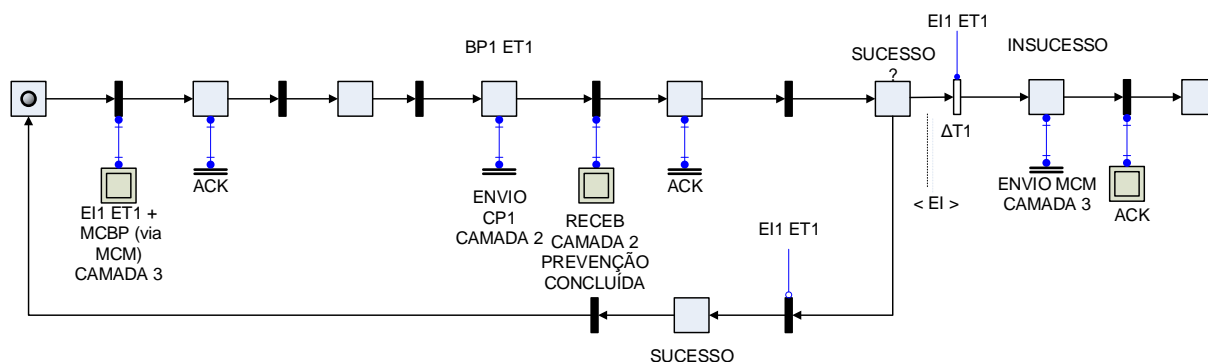 EI1 ET1
BP1 ET1
SUCESSO
?
INSUCESSO
ΔT1
ACK
ACK
EI1 ET1 +
MCBP (via
MCM)
CAMADA 3
ENVIO
CP1
CAMADA 2
RECEB
CAMADA 2
PREVENÇÃO
CONCLUÍDA
< EI >
ENVIO MCM
CAMADA 3
ACK
EI1 ET1
SUCESSO